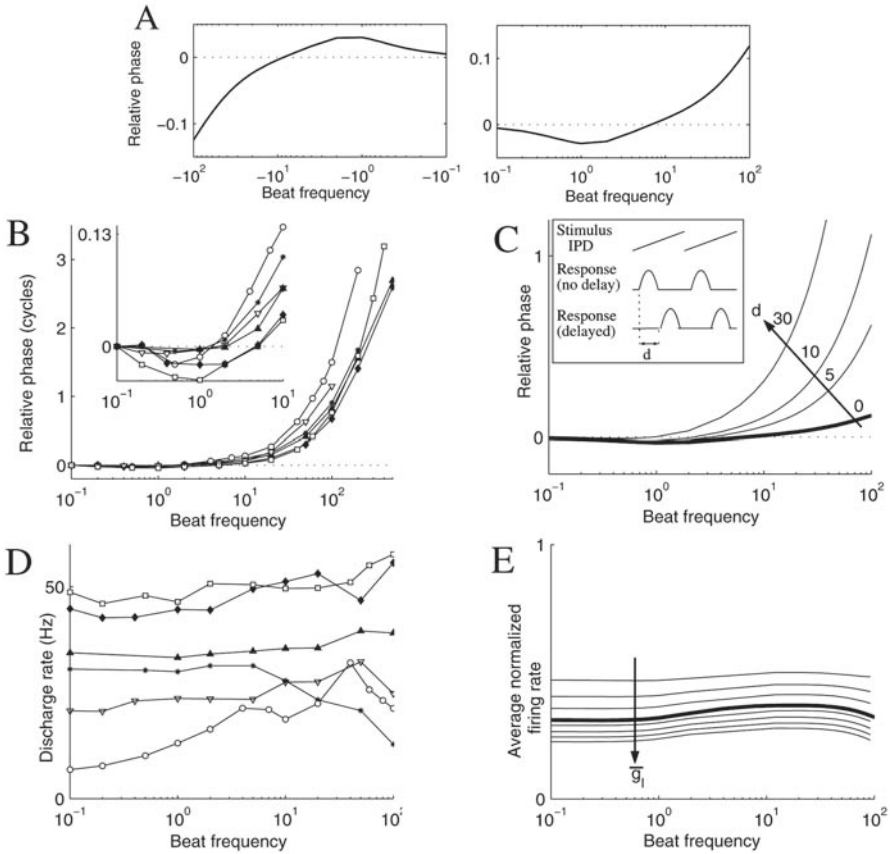 A
Relative phase
0
-0.1
-10² -10¹ -10⁰ -10⁻¹
Beat frequency
0.1
0
10⁻¹ 10⁰ 10¹ 10²
Beat frequency
B
Relative phase (cycles)
3
2
1
0
0.13
0
10⁻¹ 10⁰ 10¹
10⁻¹ 10⁰ 10¹ 10²
Beat frequency
C
Relative phase
1
0
Stimulus
IPD
Response
(no delay)
Response
(delayed)
d
d
30
10
5
0
10⁻¹ 10⁰ 10¹ 10²
Beat frequency
D
Discharge rate (Hz)
50
0
10⁻¹ 10⁰ 10¹ 10²
Beat frequency
E
Average normalized
firing rate
1
0
g̅ₗ
10⁻¹ 10⁰ 10¹ 10²
Beat frequency